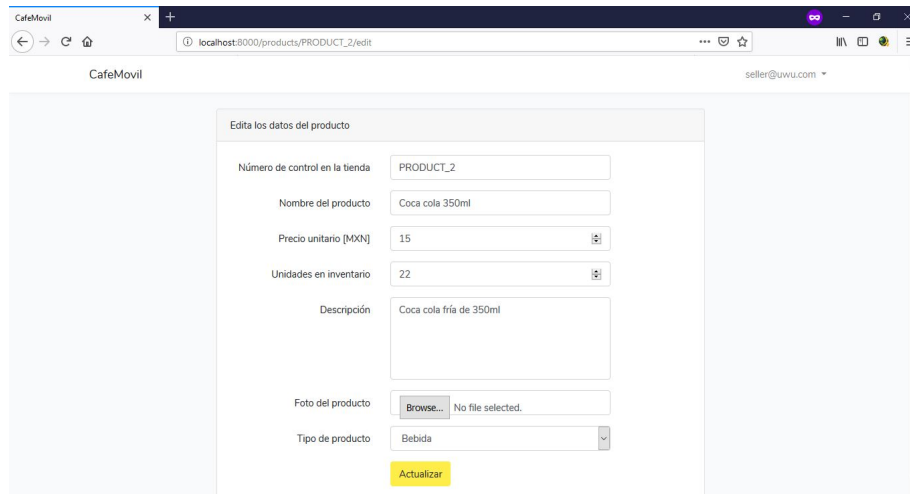 CafeMovil
localhost:8000/products/PRODUCT_2/edit
CafeMovil
seller@uwu.com
Edita los datos del producto
Número de control en la tienda PRODUCT_2
Nombre del producto Coca cola 350ml
Precio unitario [MXN] 15
Unidades en inventario 22
Descripción Coca cola fría de 350ml
Foto del producto Browse... No file selected.
Tipo de producto Bebida
Actualizar